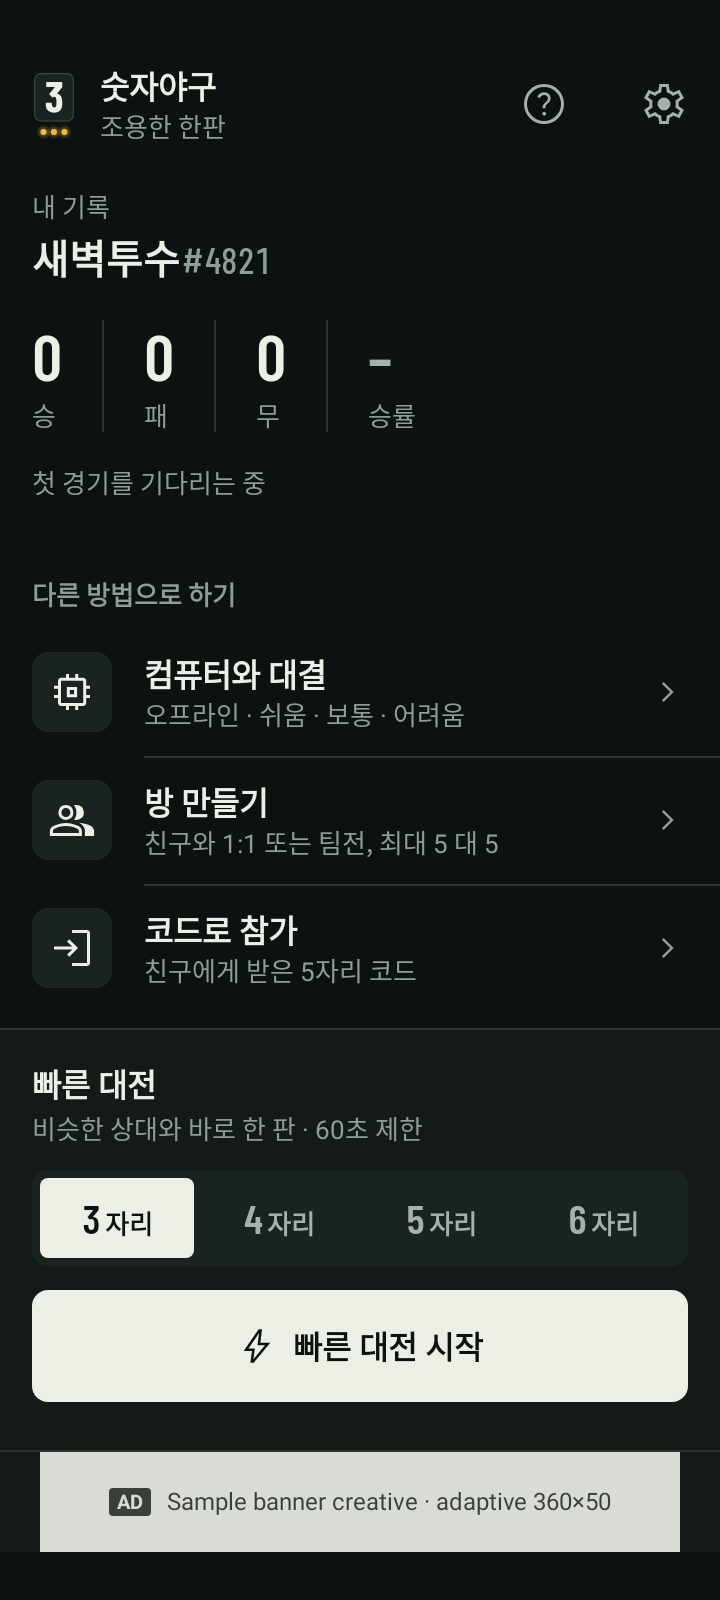 3
숫자야구
조용한 한판
내 기록
새벽투수#4821
0 0 0 –
승 패 무 승률
첫 경기를 기다리는 중
다른 방법으로 하기
컴퓨터와 대결
오프라인 · 쉬움 · 보통 · 어려움
방 만들기
친구와 1:1 또는 팀전, 최대 5 대 5
코드로 참가
친구에게 받은 5자리 코드
빠른 대전
비슷한 상대와 바로 한 판 · 60초 제한
3 자리 4 자리 5 자리 6 자리
빠른 대전 시작
AD Sample banner creative · adaptive 360×50